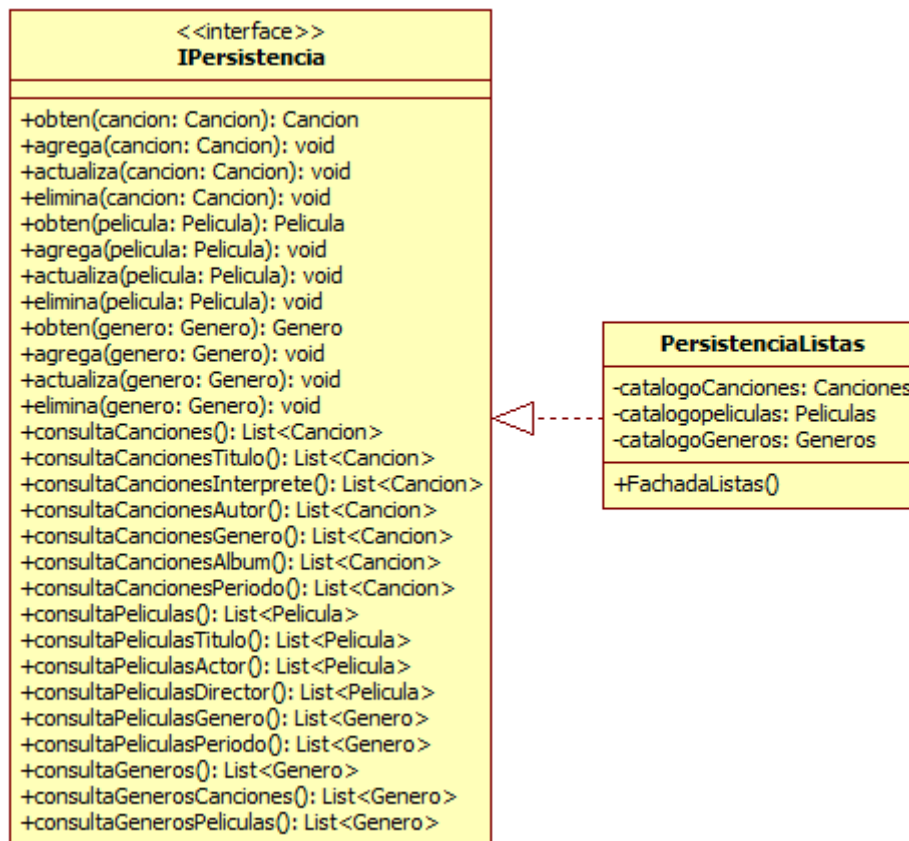 <<interface>>
IPersistencia
+obten(cancion: Cancion): Cancion
+agrega(cancion: Cancion): void
+actualiza(cancion: Cancion): void
+elimina(cancion: Cancion): void
+obten(pelicula: Pelicula): Pelicula
+agrega(pelicula: Pelicula): void
+actualiza(pelicula: Pelicula): void
+elimina(pelicula: Pelicula): void
+obten(genero: Genero): Genero
+agrega(genero: Genero): void
+actualiza(genero: Genero): void
+elimina(genero: Genero): void
+consultaCanciones(): List<Cancion>
+consultaCancionesTitulo(): List<Cancion>
+consultaCancionesInterprete(): List<Cancion>
+consultaCancionesAutor(): List<Cancion>
+consultaCancionesGenero(): List<Cancion>
+consultaCancionesAlbum(): List<Cancion>
+consultaCancionesPeriodo(): List<Cancion>
+consultaPeliculas(): List<Pelicula>
+consultaPeliculasTitulo(): List<Pelicula>
+consultaPeliculasActor(): List<Pelicula>
+consultaPeliculasDirector(): List<Pelicula>
+consultaPeliculasGenero(): List<Genero>
+consultaPeliculasPeriodo(): List<Genero>
+consultaGeneros(): List<Genero>
+consultaGenerosCanciones(): List<Genero>
+consultaGenerosPeliculas(): List<Genero>
PersistenciaListas
-catalogoCanciones: Canciones
-catalogopeliculas: Peliculas
-catalogoGeneros: Generos
+FachadaListas()